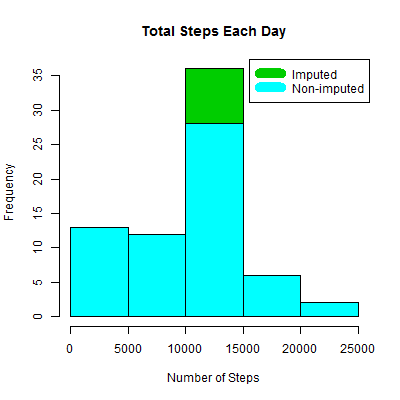 Total Steps Each Day
Imputed
Non-imputed
Frequency
35
30
25
20
15
10
5
0
0 5000 10000 15000 20000 25000
Number of Steps